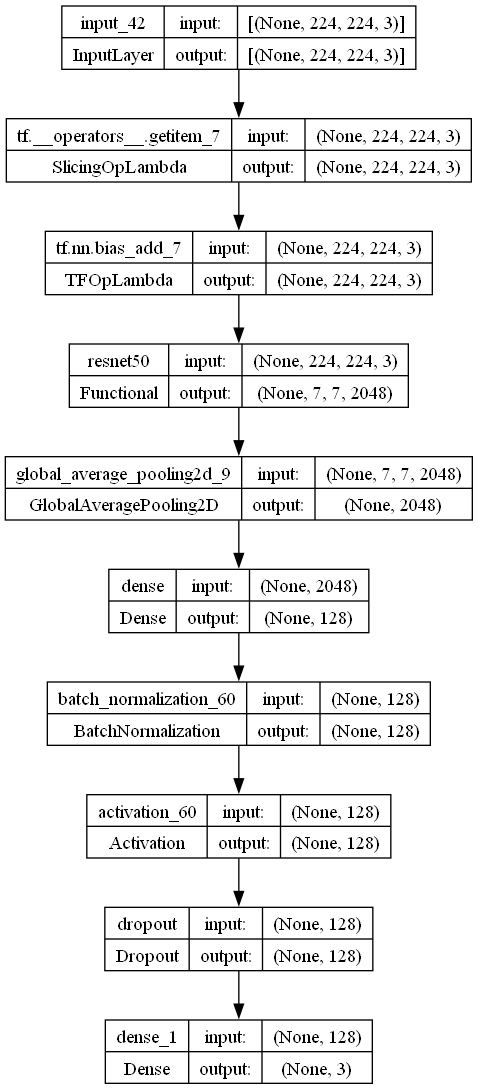 input_42 input: [(None, 224, 224, 3)]
InputLayer output: [(None, 224, 224, 3)]
tf.__operators__.getitem_7 input: (None, 224, 224, 3)
SlicingOpLambda output: (None, 224, 224, 3)
tf.nn.bias_add_7 input: (None, 224, 224, 3)
TFOpLambda output: (None, 224, 224, 3)
resnet50 input: (None, 224, 224, 3)
Functional output: (None, 7, 7, 2048)
global_average_pooling2d_9 input: (None, 7, 7, 2048)
GlobalAveragePooling2D output: (None, 2048)
dense input: (None, 2048)
Dense output: (None, 128)
batch_normalization_60 input: (None, 128)
BatchNormalization output: (None, 128)
activation_60 input: (None, 128)
Activation output: (None, 128)
dropout input: (None, 128)
Dropout output: (None, 128)
dense_1 input: (None, 128)
Dense output: (None, 3)